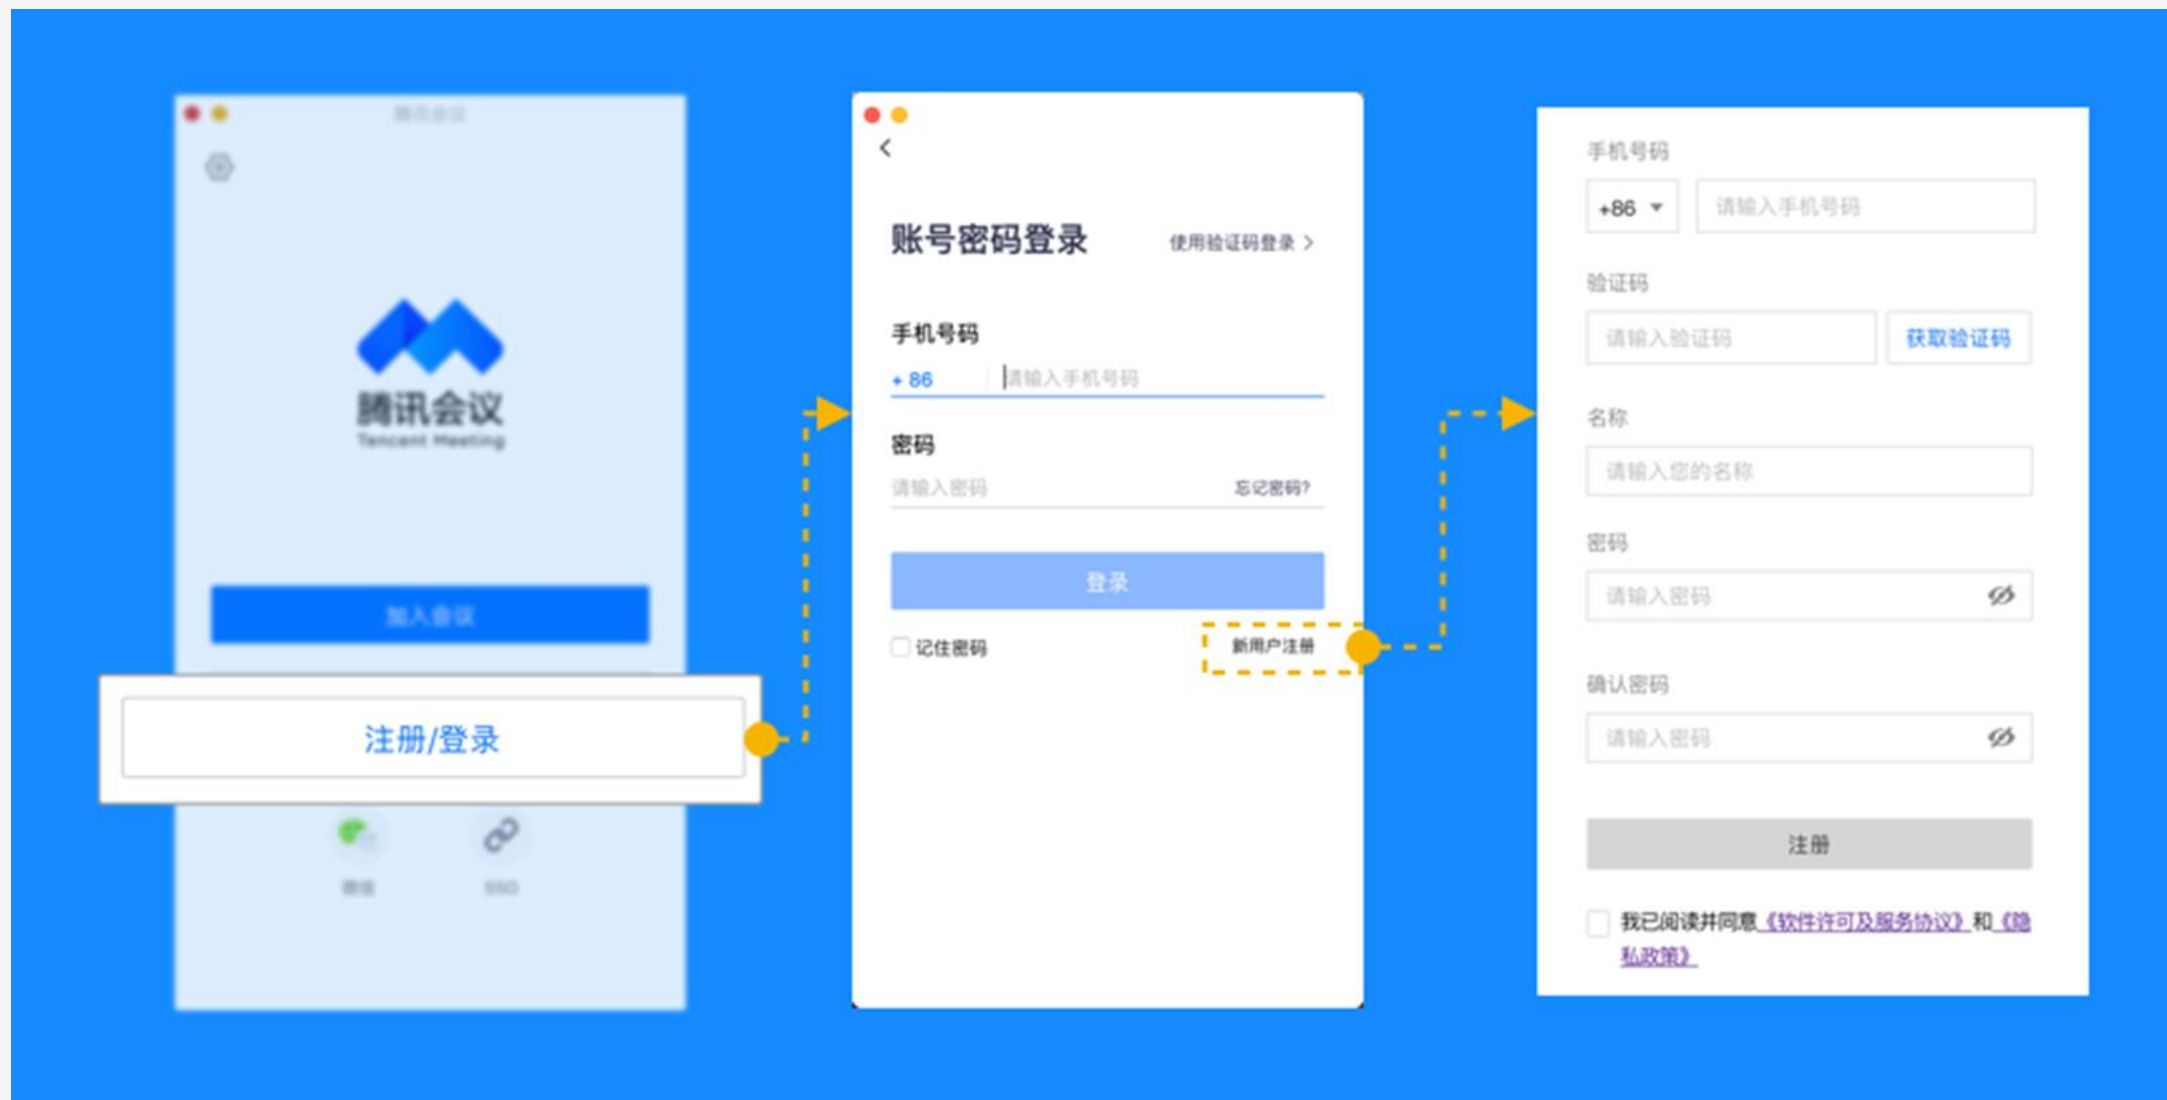 腾讯会议
腾讯会议
Tencent Meeting
加入会议
注册/登录
微信
SSO
账号密码登录
使用验证码登录 >
手机号码
+ 86
请输入手机号码
密码
请输入密码
忘记密码?
登录
记住密码
新用户注册
手机号码
+86
请输入手机号码
验证码
请输入验证码
获取验证码
名称
请输入您的名称
密码
请输入密码
确认密码
请输入密码
注册
我已阅读并同意《软件许可及服务协议》和《隐
私政策》